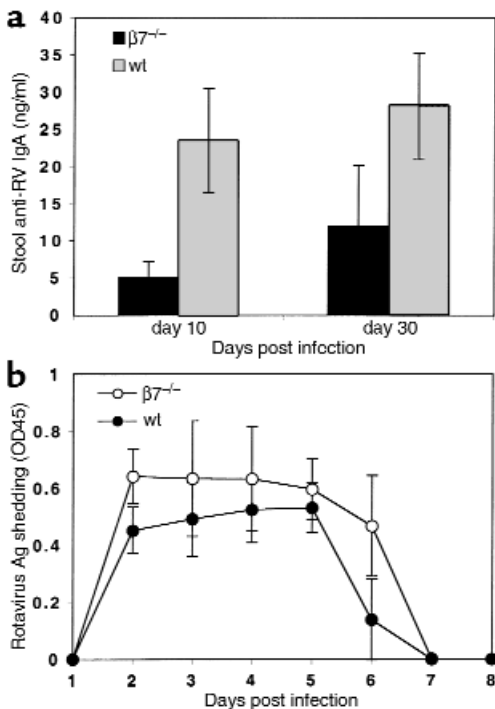 a
β7–/–
wt
Stool anti-RV IgA (ng/ml)
40
35
30
25
20
15
10
5
0
day 10
day 30
Days post infection
b
β7–/–
wt
Rotavirus Ag shedding (OD45)
1
0.8
0.6
0.4
0.2
0
1 2 3 4 5 6 7 8
Days post infection